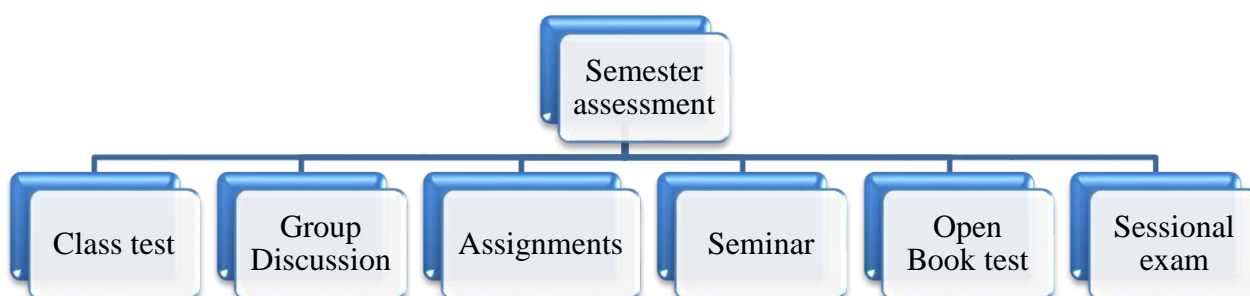 Semester
assessment
Class test
Group
Discussion
Assignments
Seminar
Open
Book test
Sessional
exam